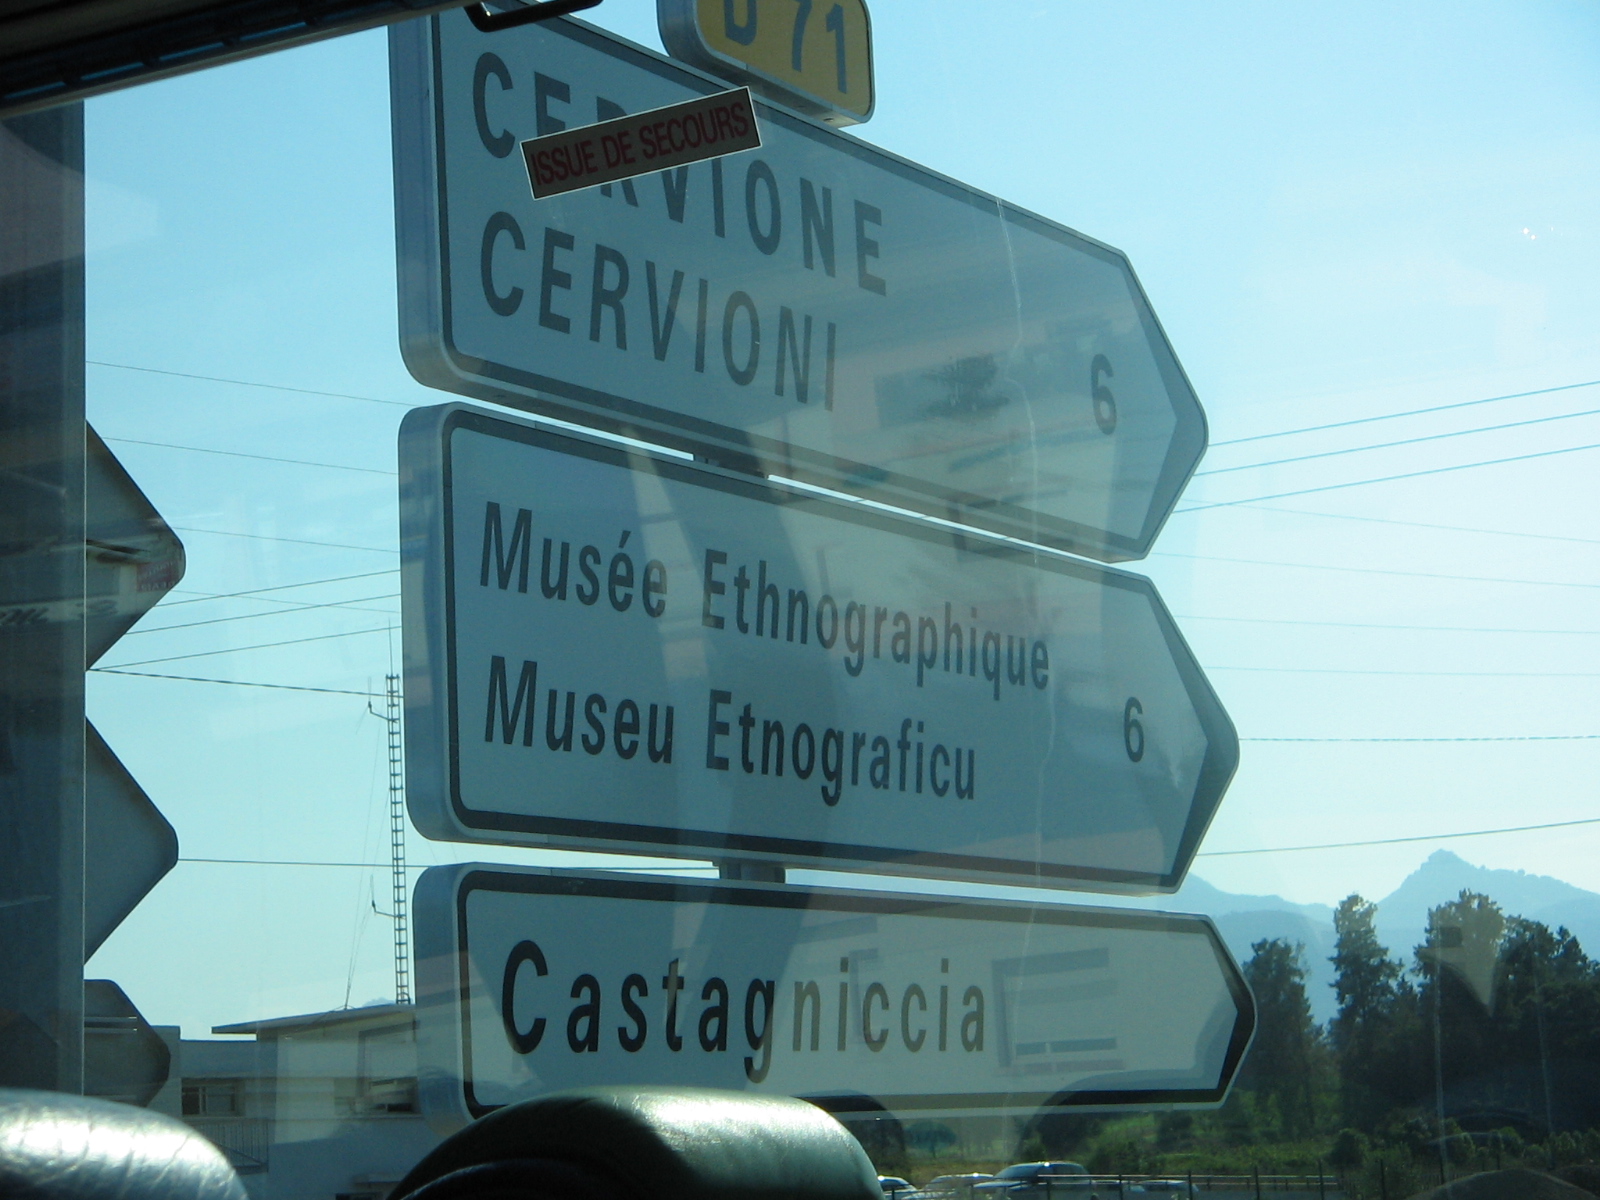 D 71
CERVIONE
ISSUE DE SECOURS
CERVIONI
6
Musée Ethnographique
Museu Etnograficu
6
Castagniccia